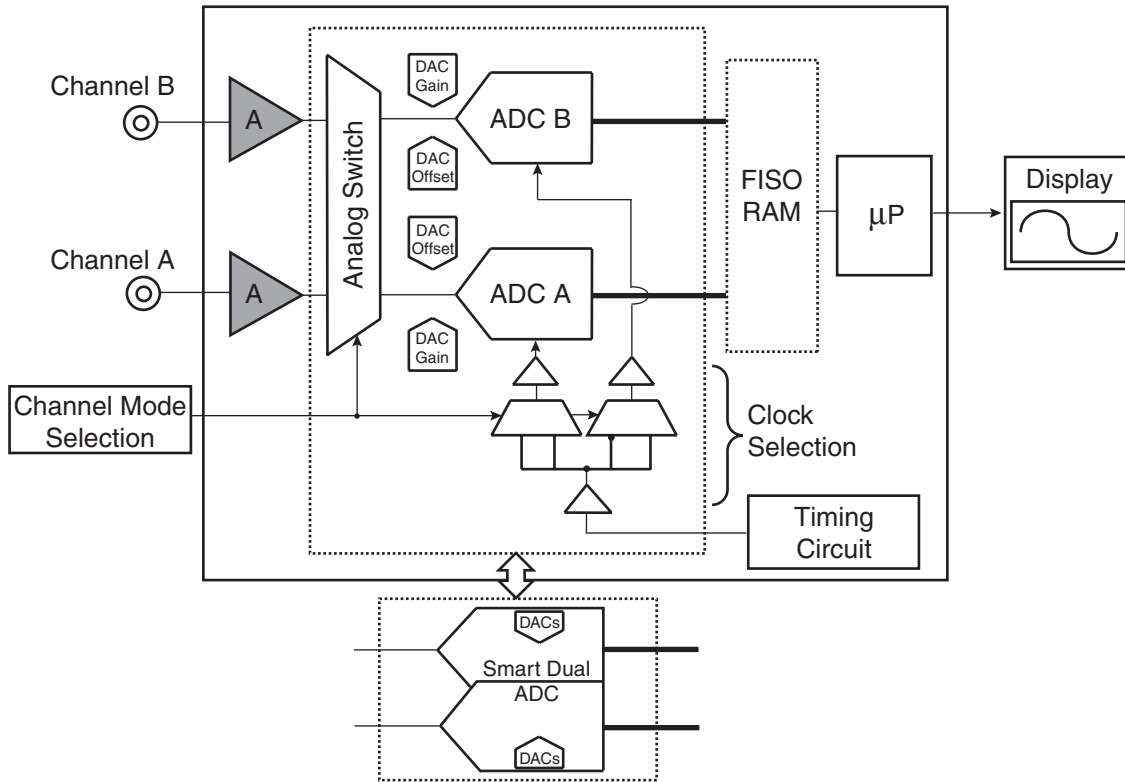 Channel B
A
Analog Switch
DAC
Gain
ADC B
DAC
Offset
FISO
RAM
µP
Display
Channel A
A
DAC
Offset
ADC A
DAC
Gain
Channel Mode
Selection
Clock
Selection
Timing
Circuit
DACs
Smart Dual
ADC
DACs